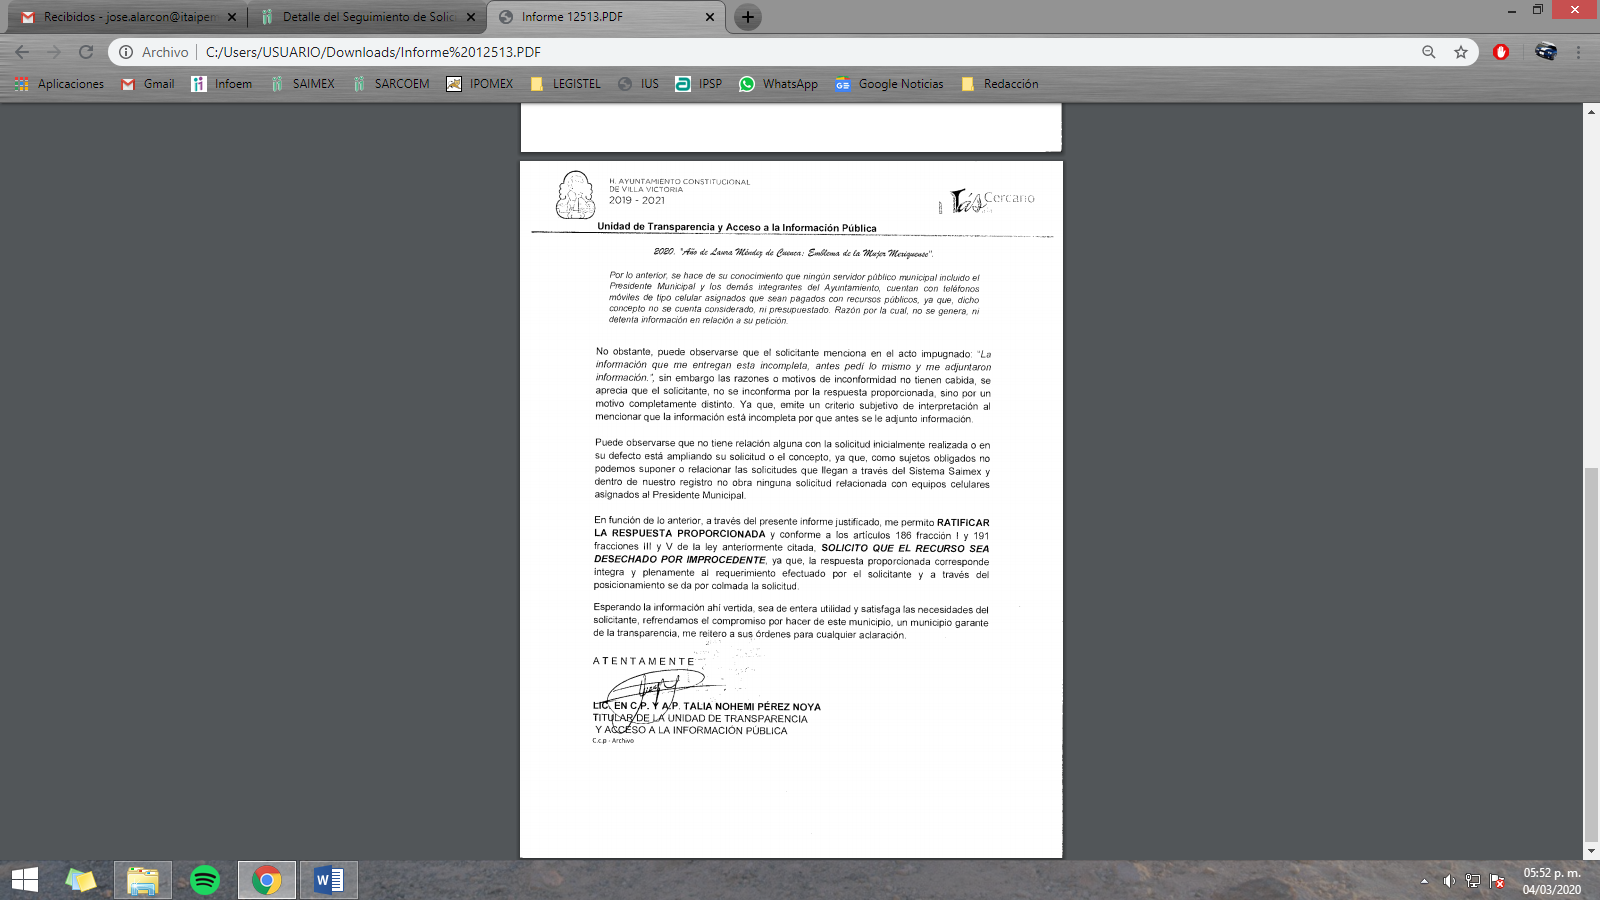 Recibidos - jose.alarcon@itaipem
Detalle del Seguimiento de Solic
Informe 12513.PDF
Archivo
C:/Users/USUARIO/Downloads/Informe%2012513.PDF
Aplicaciones
Gmail
Infoem
SAIMEX
SARCOEM
IPOMEX
LEGISTEL
IUS
IPSP
WhatsApp
Google Noticias
Redacción
H. AYUNTAMIENTO CONSTITUCIONAL
DE VILLA VICTORIA
2019 - 2021
Cercano
Unidad de Transparencia y Acceso a la Información Pública
2020. "Año de Laura Méndez de Cuenca; Emblema de la Mujer Mexiquense".
Por lo anterior, se hace de su conocimiento que ningún servidor público municipal incluido el
Presidente Municipal y los demás integrantes del Ayuntamiento, cuentan con teléfonos
móviles de tipo celular asignados que sean pagados con recursos públicos, ya que, dicho
concepto no se cuenta considerado, ni presupuestado. Razón por la cual, no se genera, ni
detenta información en relación a su petición.
No obstante, puede observarse que el solicitante menciona en el acto impugnado: "La
información que me entregan esta incompleta, antes pedí lo mismo y me adjuntaron
información.", sin embargo las razones o motivos de inconformidad no tienen cabida, se
aprecia que el solicitante, no se inconforma por la respuesta proporcionada, sino por un
motivo completamente distinto. Ya que, emite un criterio subjetivo de interpretación al
mencionar que la información está incompleta por que antes se le adjunto información.
Puede observarse que no tiene relación alguna con la solicitud inicialmente realizada o en
su defecto está ampliando su solicitud o el concepto, ya que, como sujetos obligados no
podemos suponer o relacionar las solicitudes que llegan a través del Sistema Saimex y
dentro de nuestro registro no obra ninguna solicitud relacionada con equipos celulares
asignados al Presidente Municipal.
En función de lo anterior, a través del presente informe justificado, me permito RATIFICAR
LA RESPUESTA PROPORCIONADA y conforme a los artículos 186 fracción I y 191
fracciones III y V de la ley anteriormente citada, SOLICITO QUE EL RECURSO SEA
DESECHADO POR IMPROCEDENTE, ya que, la respuesta proporcionada corresponde
integra y plenamente al requerimiento efectuado por el solicitante y a través del
posicionamiento se da por colmada la solicitud.
Esperando la información ahí vertida, sea de entera utilidad y satisfaga las necesidades del
solicitante, refrendamos el compromiso por hacer de este municipio, un municipio garante
de la transparencia, me reitero a sus órdenes para cualquier aclaración.
A T E N T A M E N T E
LIC. EN C.P. Y A.P. TALIA NOHEMI PÉREZ NOYA
TITULAR DE LA UNIDAD DE TRANSPARENCIA
Y ACCESO A LA INFORMACIÓN PÚBLICA
C.c.p - Archivo
05:52 p. m.
04/03/2020